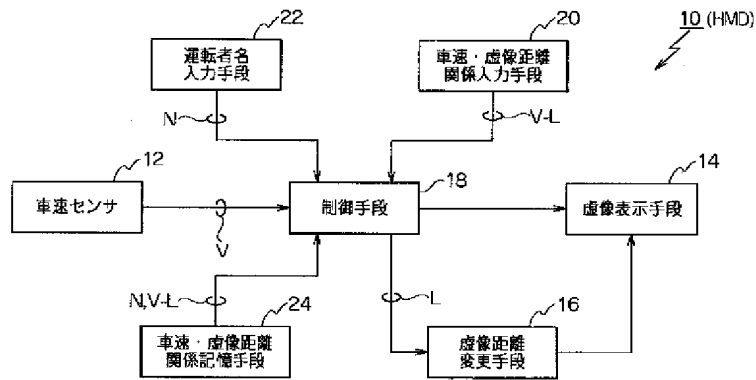 22
20
10 (HMD)
運転者名
入力手段
車速・虚像距離
関係入力手段
N
V-L
12
18
14
車速センサ
制御手段
虚像表示手段
V
N,V-L
L
24
16
車速・虚像距離
関係記憶手段
虚像距離
変更手段